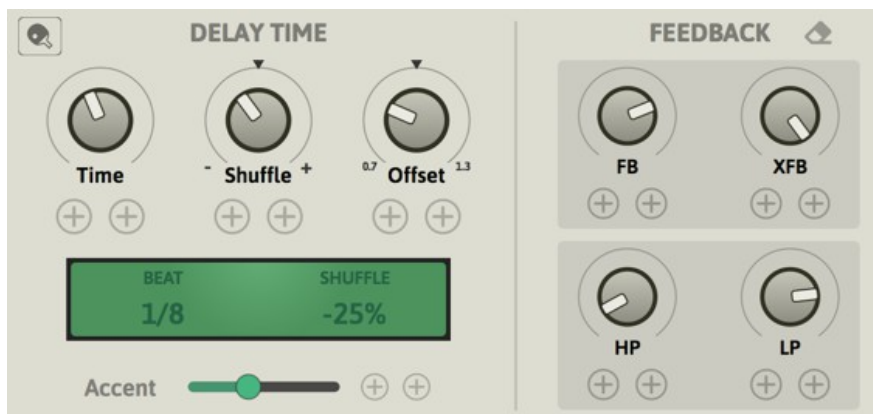 DELAY TIME
Time
- Shuffle +
0.7 Offset 1.3
BEAT SHUFFLE
1/8 -25%
Accent
FEEDBACK
FB XFB
HP LP